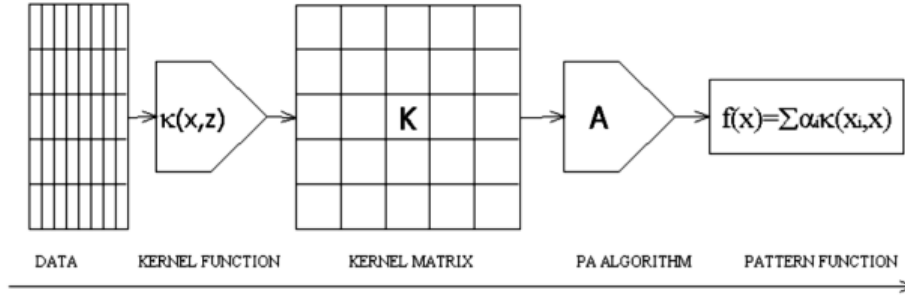 κ(x,z)
K
A
f(x)=∑αᵢκ(xᵢ,x)
DATA
KERNEL FUNCTION
KERNEL MATRIX
PA ALGORITHM
PATTERN FUNCTION